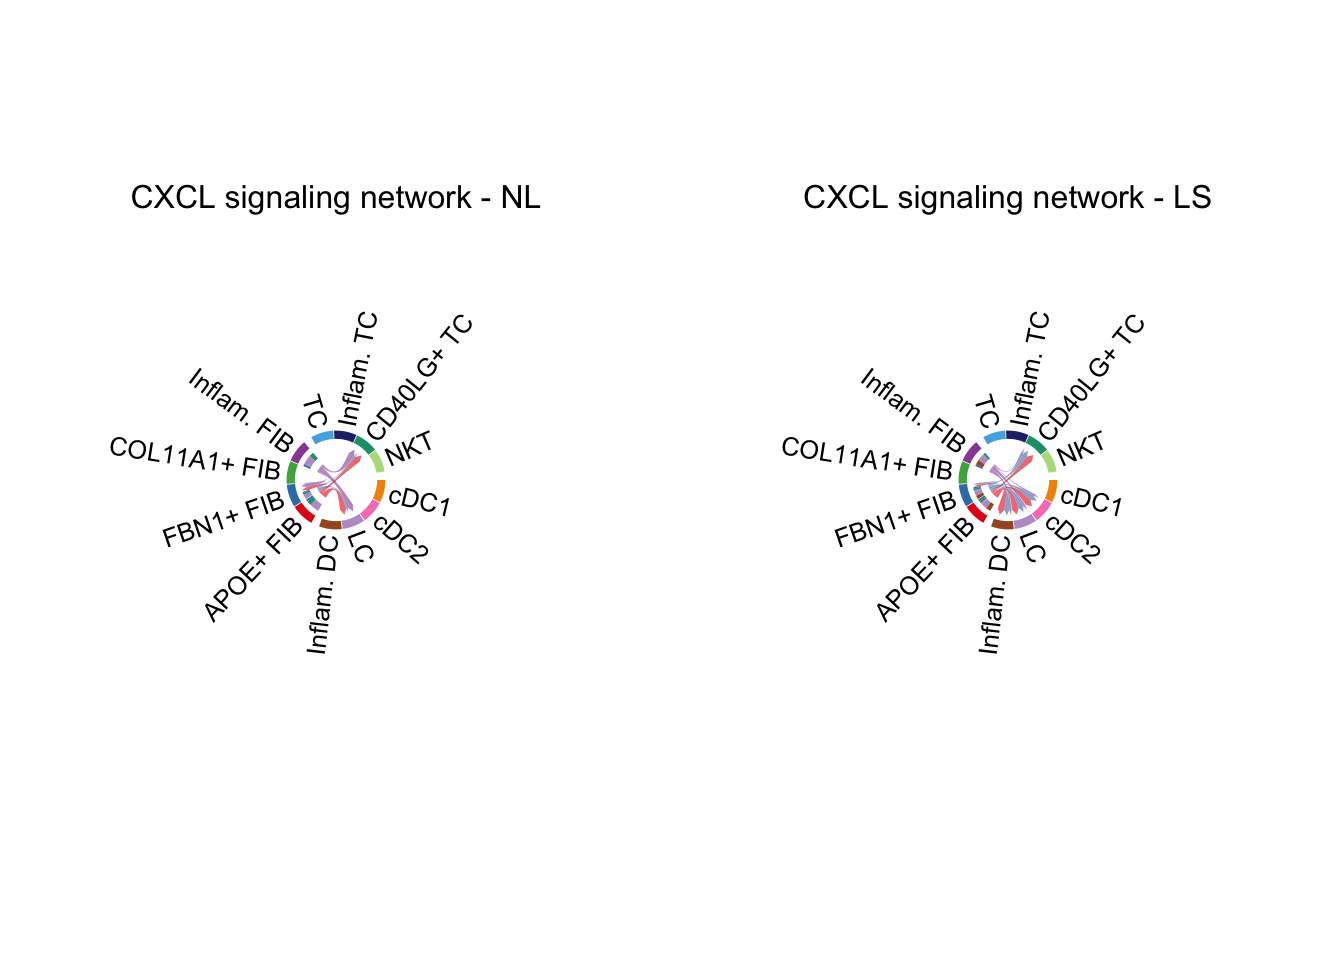 CXCL signaling network - NL
Inflam. TC
CD40LG+ TC
NKT
cDC1
cDC2
LC
Inflam. DC
APOE+ FIB
FBN1+ FIB
COL11A1+ FIB
Inflam. FIB
TC
CXCL signaling network - LS
Inflam. TC
CD40LG+ TC
NKT
cDC1
cDC2
LC
Inflam. DC
APOE+ FIB
FBN1+ FIB
COL11A1+ FIB
Inflam. FIB
TC